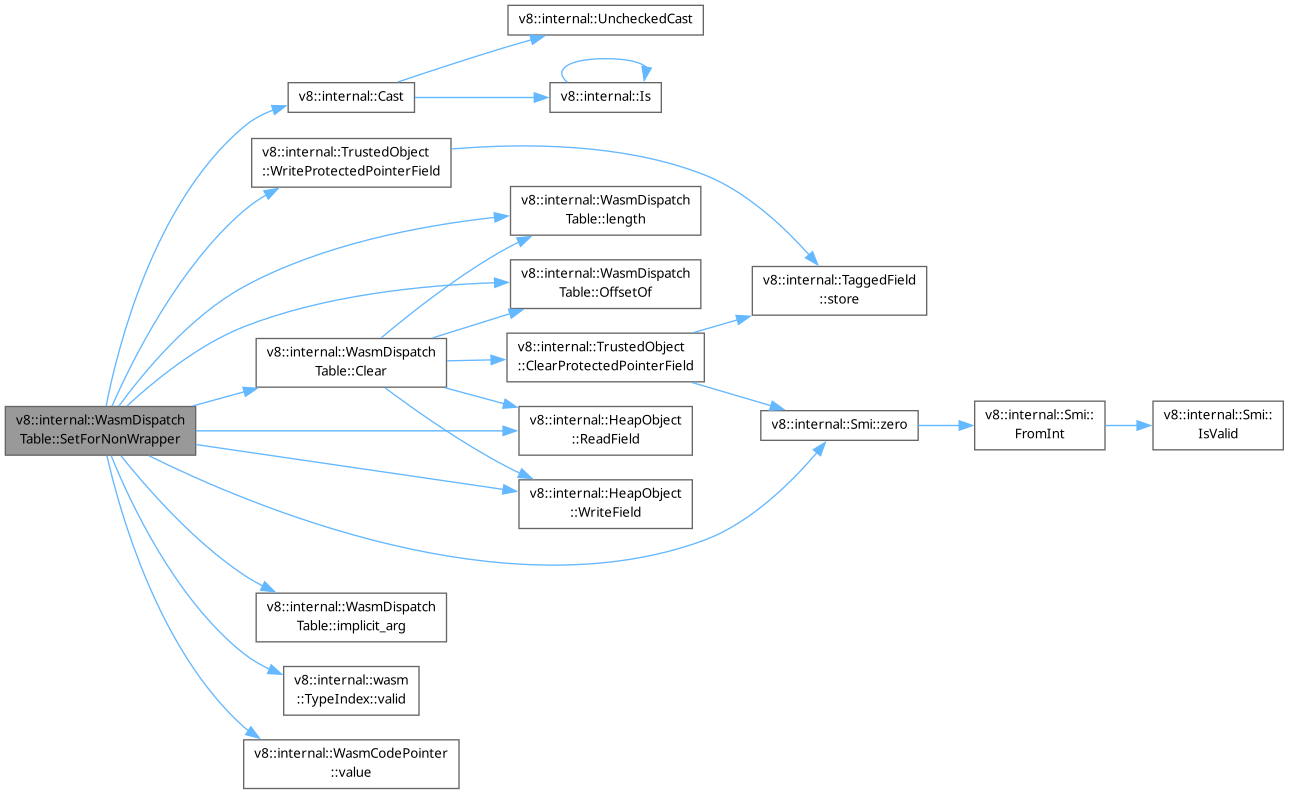 v8::internal::UncheckedCast
v8::internal::Cast
v8::internal::Is
v8::internal::TrustedObject
::WriteProtectedPointerField
v8::internal::WasmDispatch
Table::length
v8::internal::WasmDispatch
Table::OffsetOf
v8::internal::TaggedField
::store
v8::internal::WasmDispatch
Table::Clear
v8::internal::TrustedObject
::ClearProtectedPointerField
v8::internal::WasmDispatch
Table::SetForNonWrapper
v8::internal::HeapObject
::ReadField
v8::internal::Smi::zero
v8::internal::Smi::
FromInt
v8::internal::Smi::
IsValid
v8::internal::HeapObject
::WriteField
v8::internal::WasmDispatch
Table::implicit_arg
v8::internal::wasm
::TypeIndex::valid
v8::internal::WasmCodePointer
::value